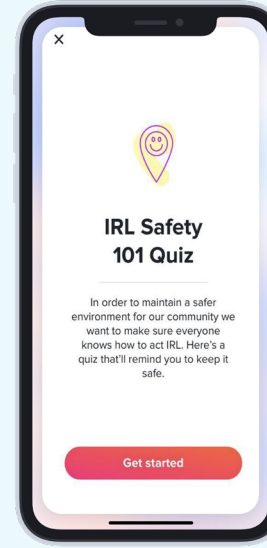 IRL Safety
101 Quiz
In order to maintain a safer
environment for our community we
want to make sure everyone
knows how to act IRL. Here's a
quiz that'll remind you to keep it
safe.
Get started